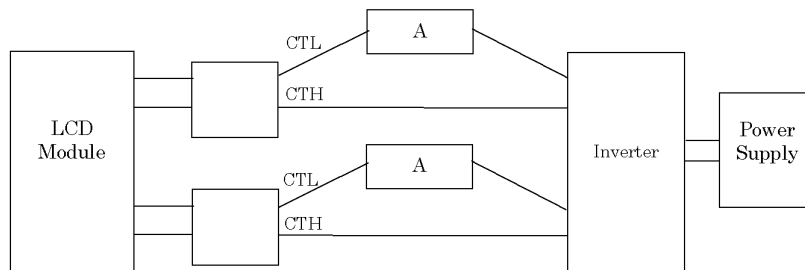 LCD
Module
CTL
A
CTH
CTL
A
CTH
Inverter
Power
Supply